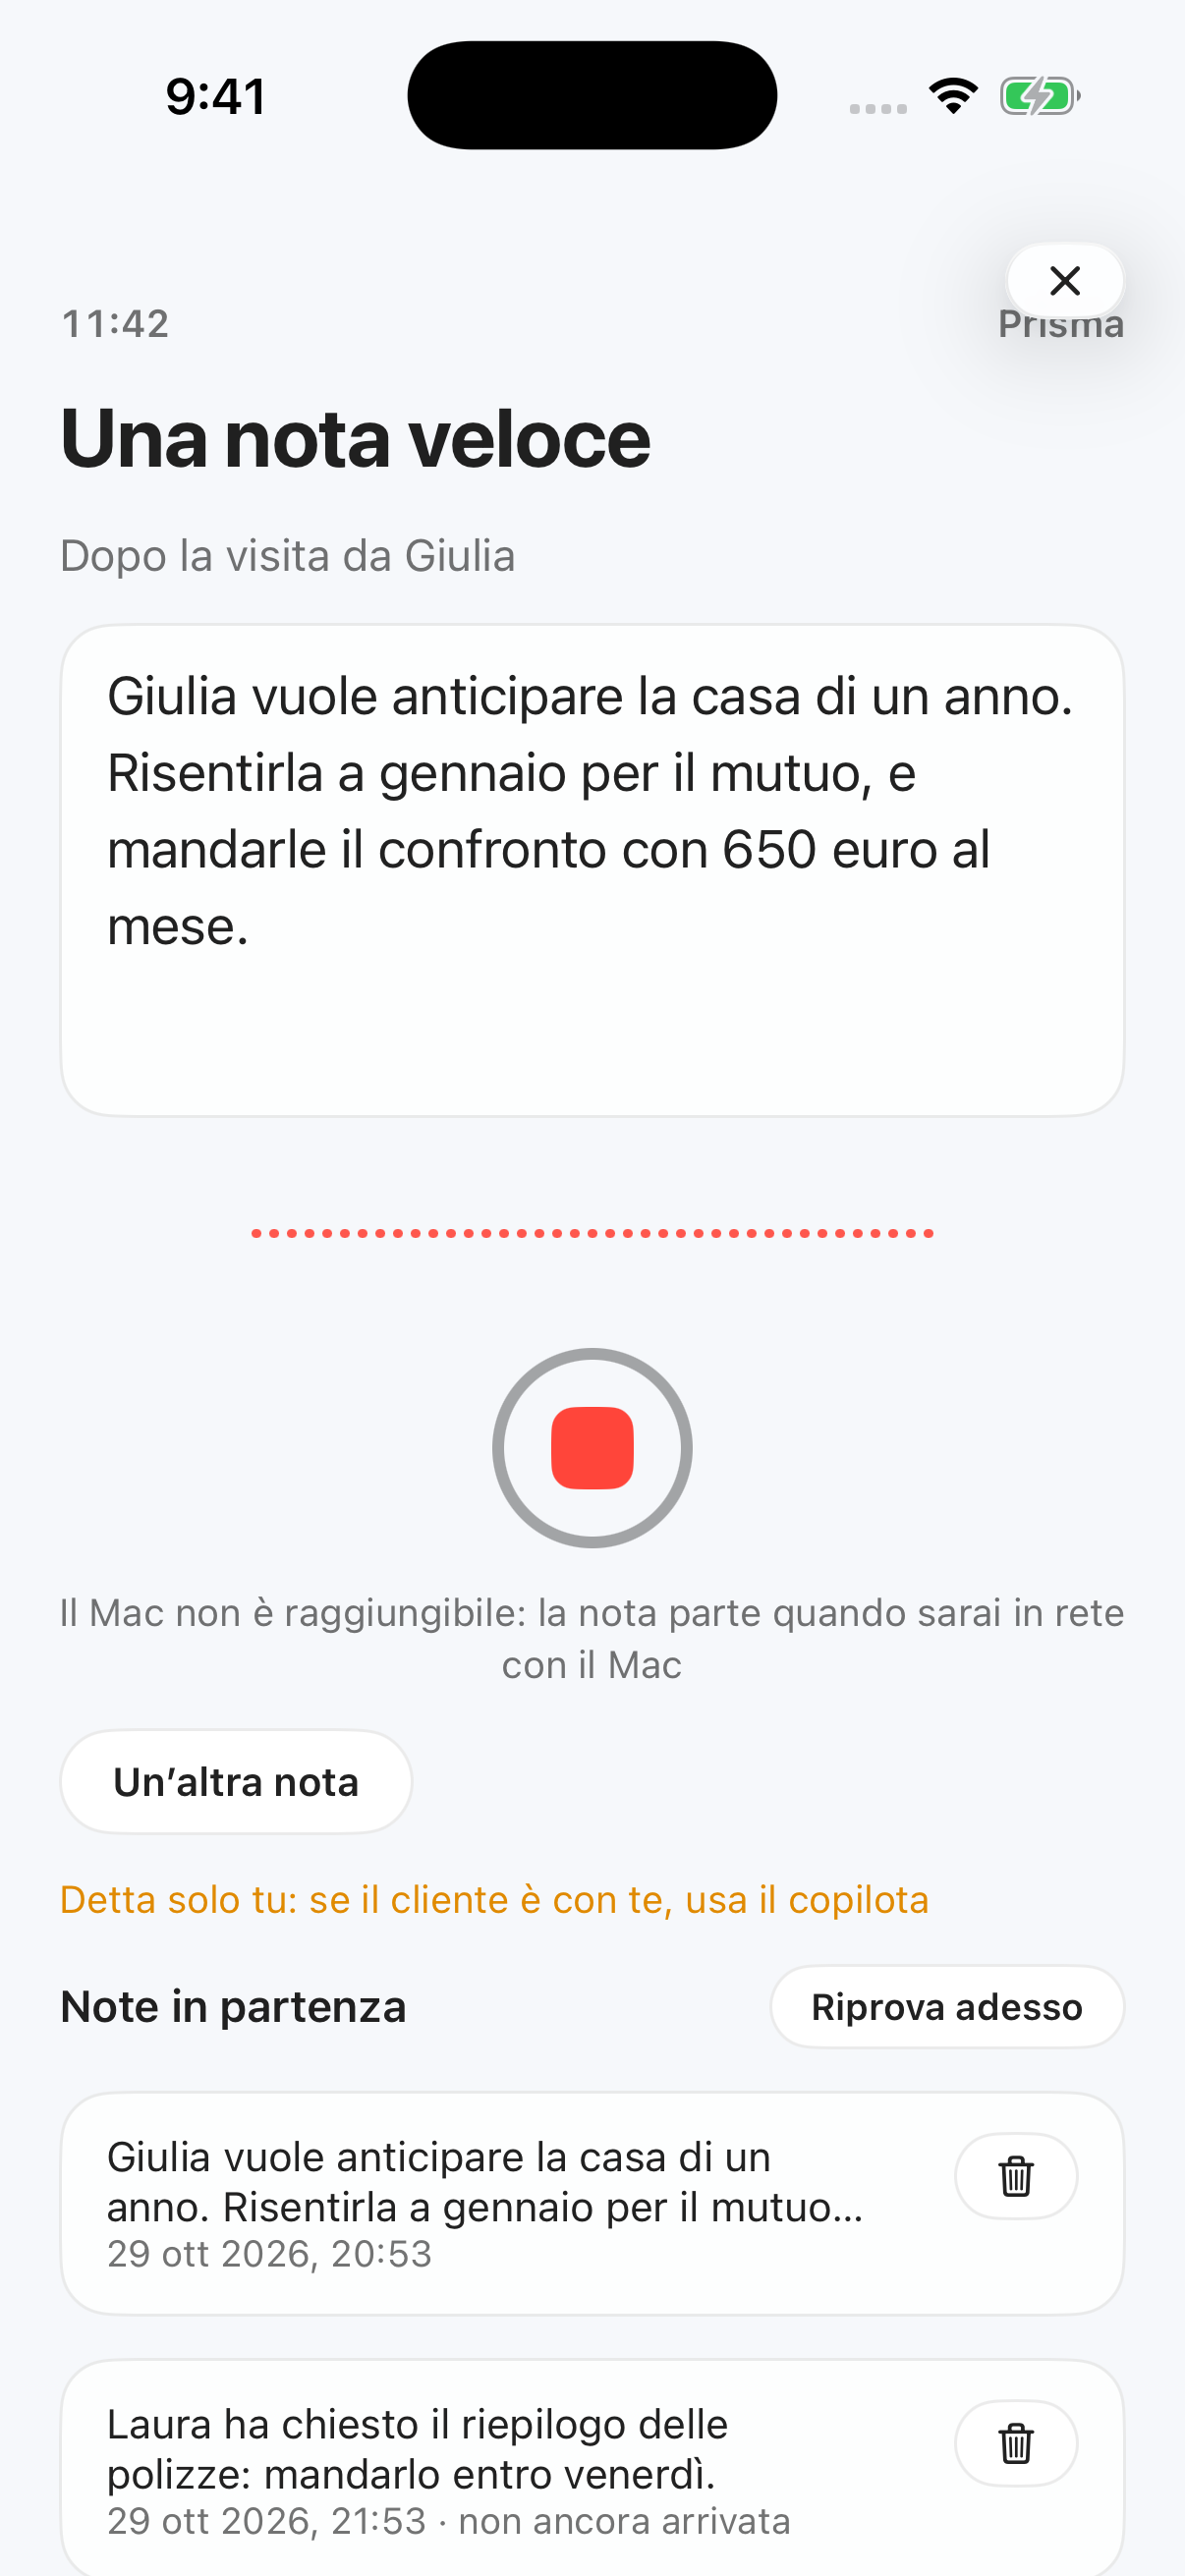 9:41
11:42
Prisma
Una nota veloce
Dopo la visita da Giulia
Giulia vuole anticipare la casa di un anno.
Risentirla a gennaio per il mutuo, e
mandarle il confronto con 650 euro al
mese.
Il Mac non è raggiungibile: la nota parte quando sarai in rete
con il Mac
Un’altra nota
Detta solo tu: se il cliente è con te, usa il copilota
Note in partenza
Riprova adesso
Giulia vuole anticipare la casa di un
anno. Risentirla a gennaio per il mutuo...
29 ott 2026, 20:53
Laura ha chiesto il riepilogo delle
polizze: mandarlo entro venerdì.
29 ott 2026, 21:53 · non ancora arrivata